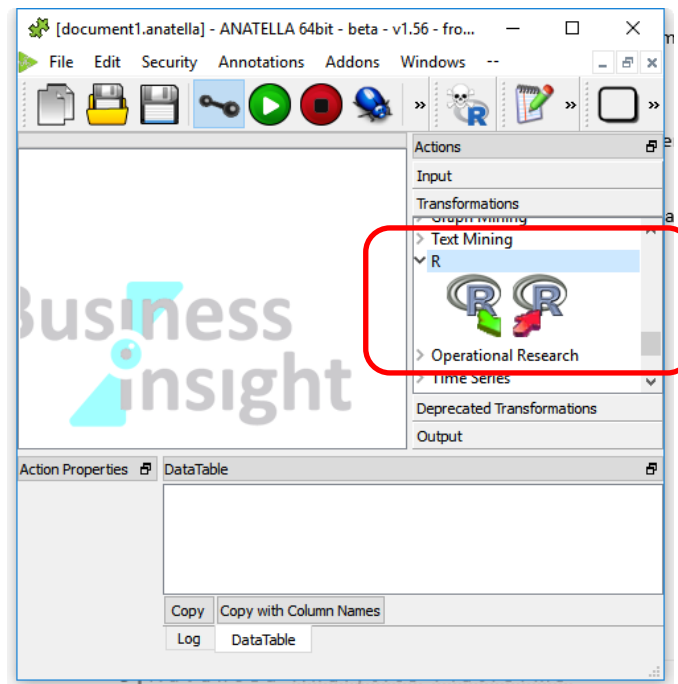 [document1.anatella] - ANATELLA 64bit - beta - v1.56 - fro...
File Edit Security Annotations Addons Windows --
» R » »
Actions
Input
Transformations
> Graph Mining
> Text Mining
R
R R
> Operational Research
> Time Series
Deprecated Transformations
Output
Business
insight
Action Properties
DataTable
Copy Copy with Column Names
Log DataTable